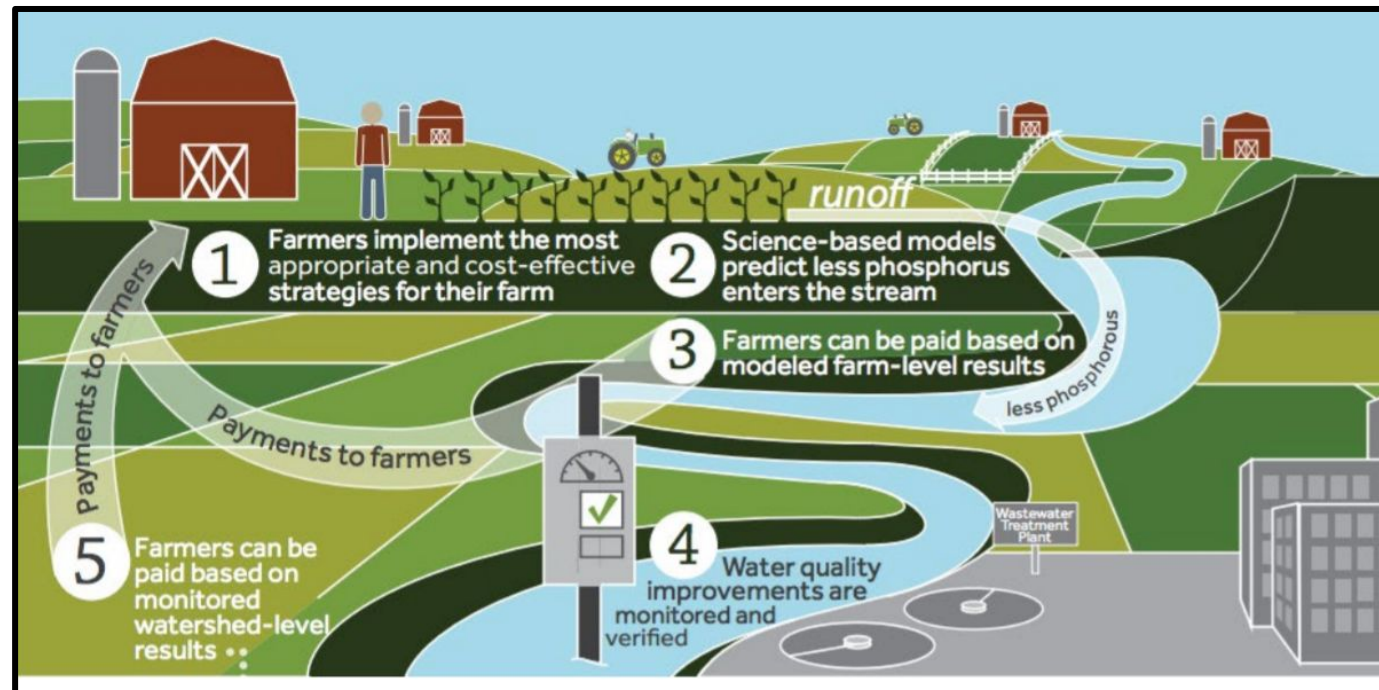 runoff
1
Farmers implement the most
appropriate and cost-effective
strategies for their farm
2
Science-based models
predict less phosphorus
enters the stream
3
Farmers can be paid based on
modeled farm-level results
less phosphorous
Payments to farmers
Payments to farmers
4
Water quality
improvements are
monitored and
verified
Wastewater
Treatment
Plant
5
Farmers can be
paid based on
monitored
watershed-level
results